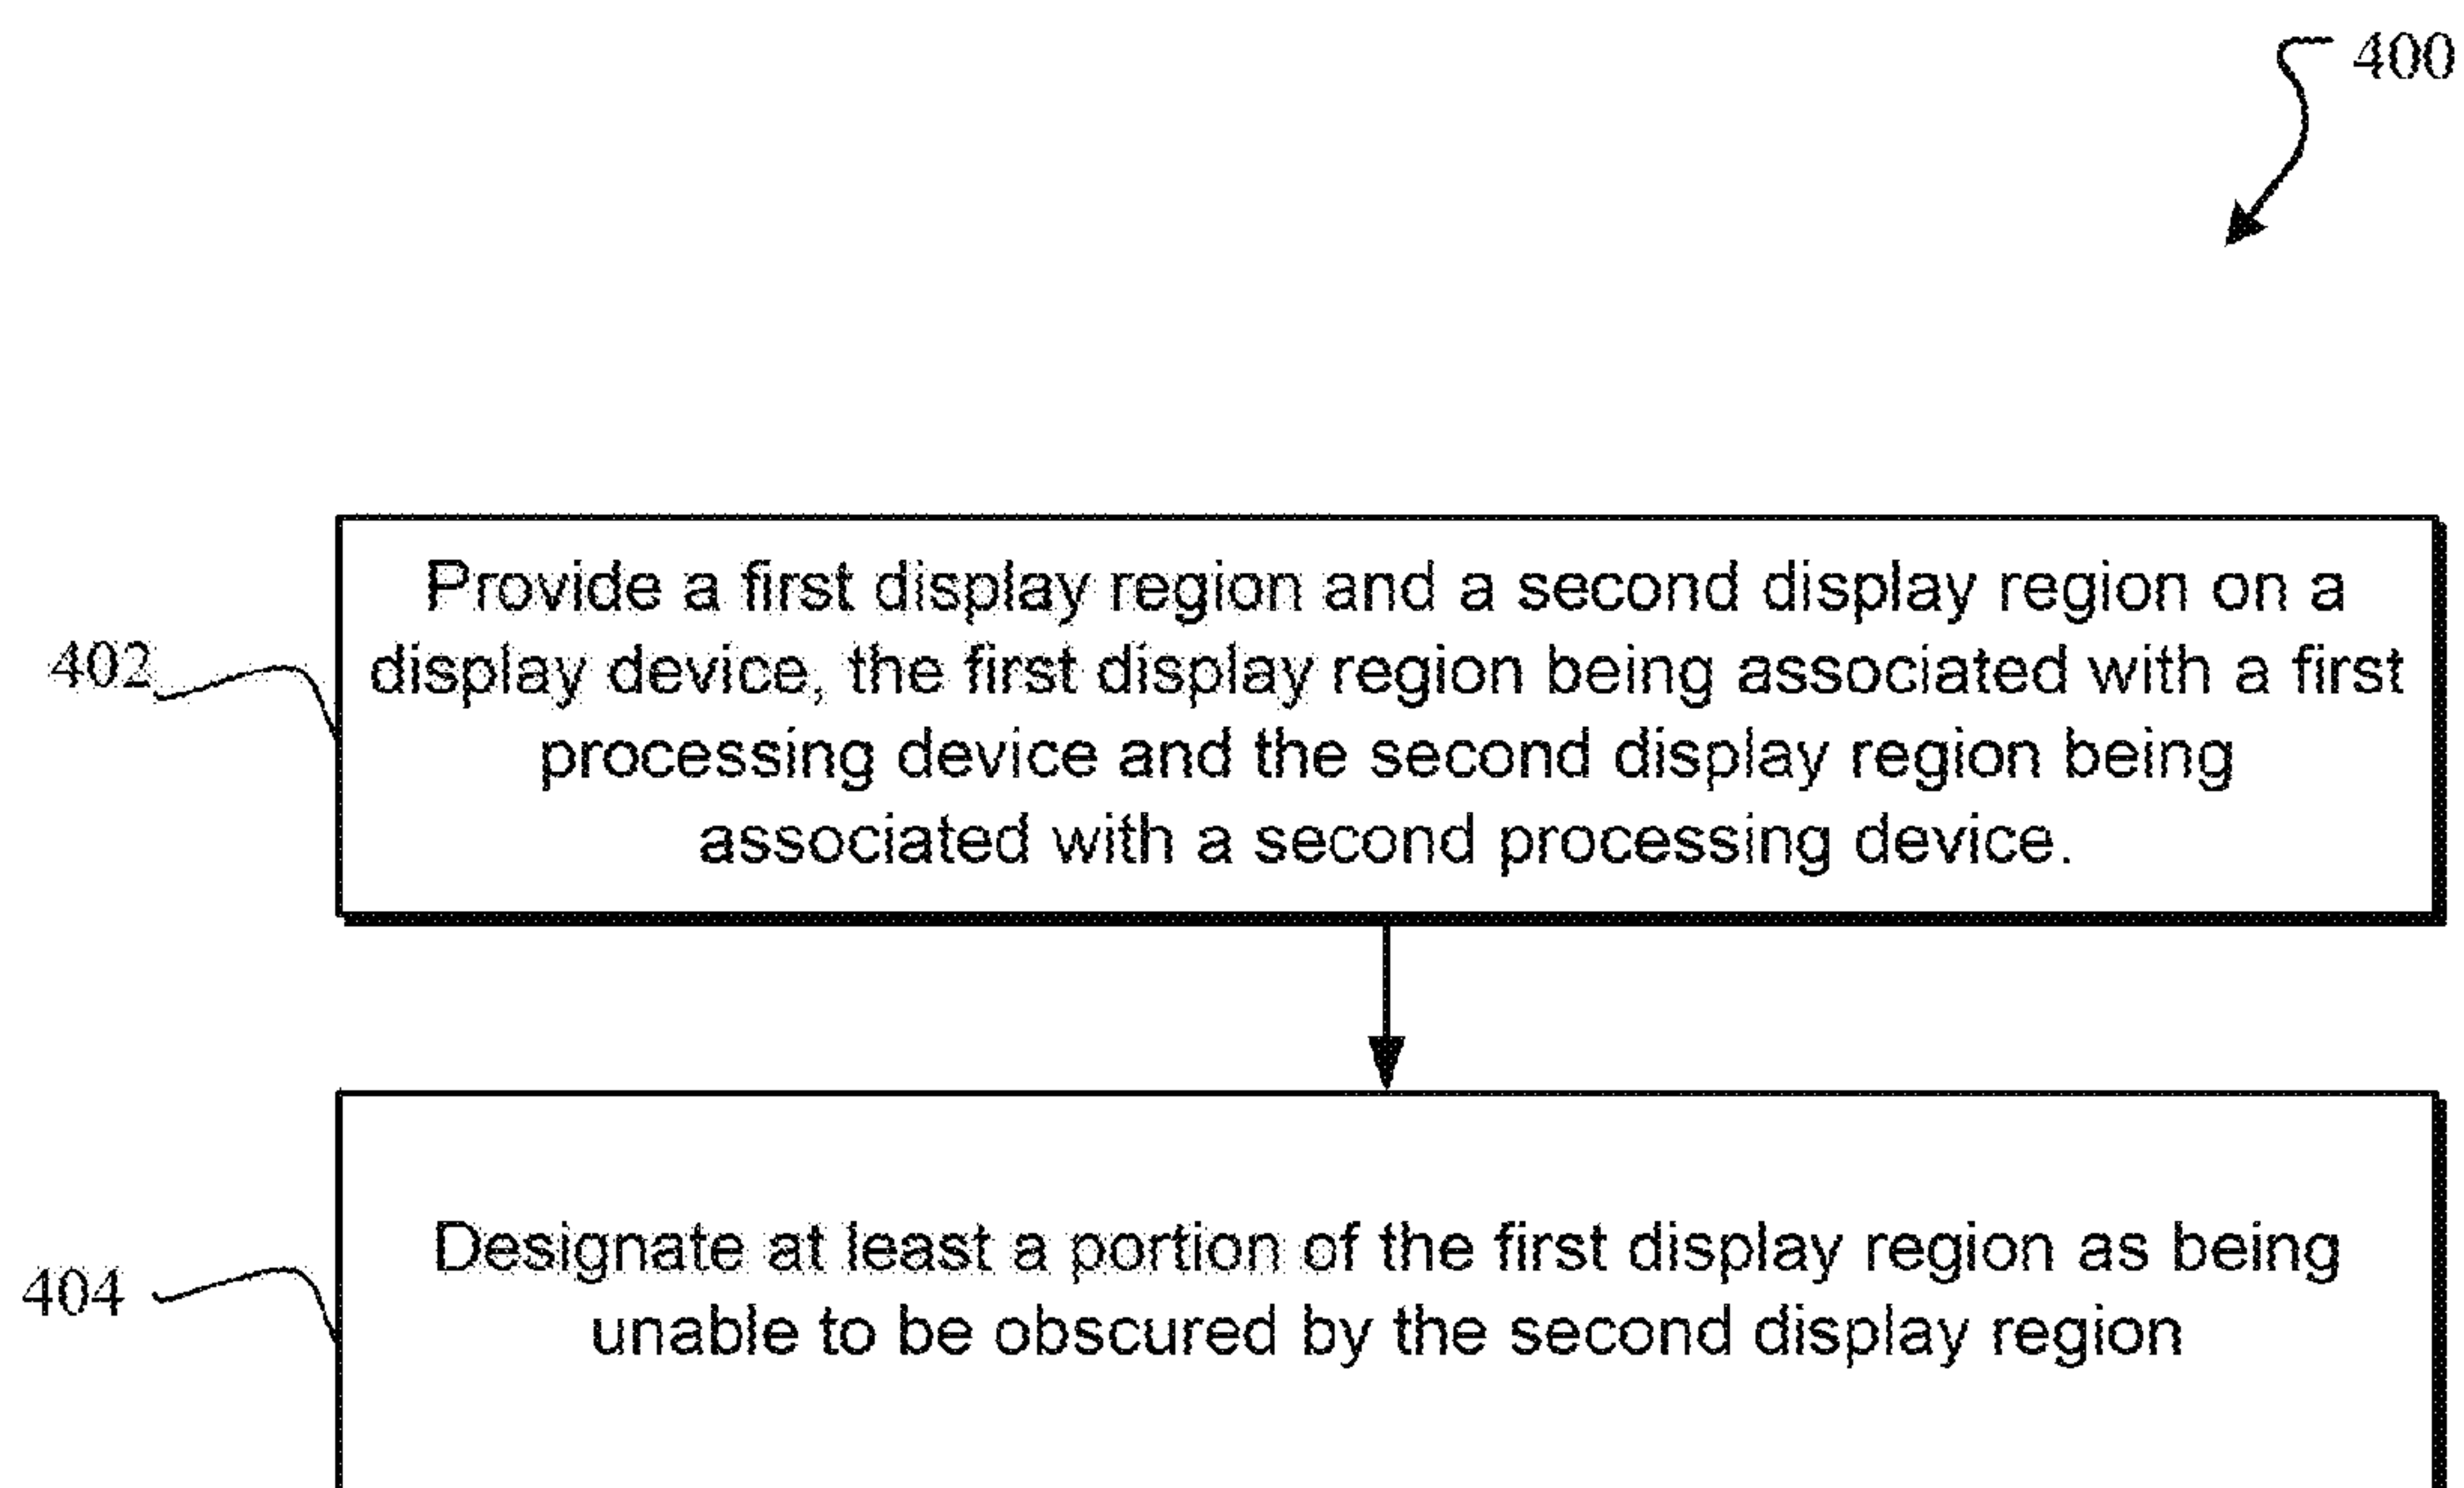 400
Provide a first display region and a second display region on a
display device, the first display region being associated with a first
processing device and the second display region being
associated with a second processing device.
402
Designate at least a portion of the first display region as being
unable to be obscured by the second display region
404